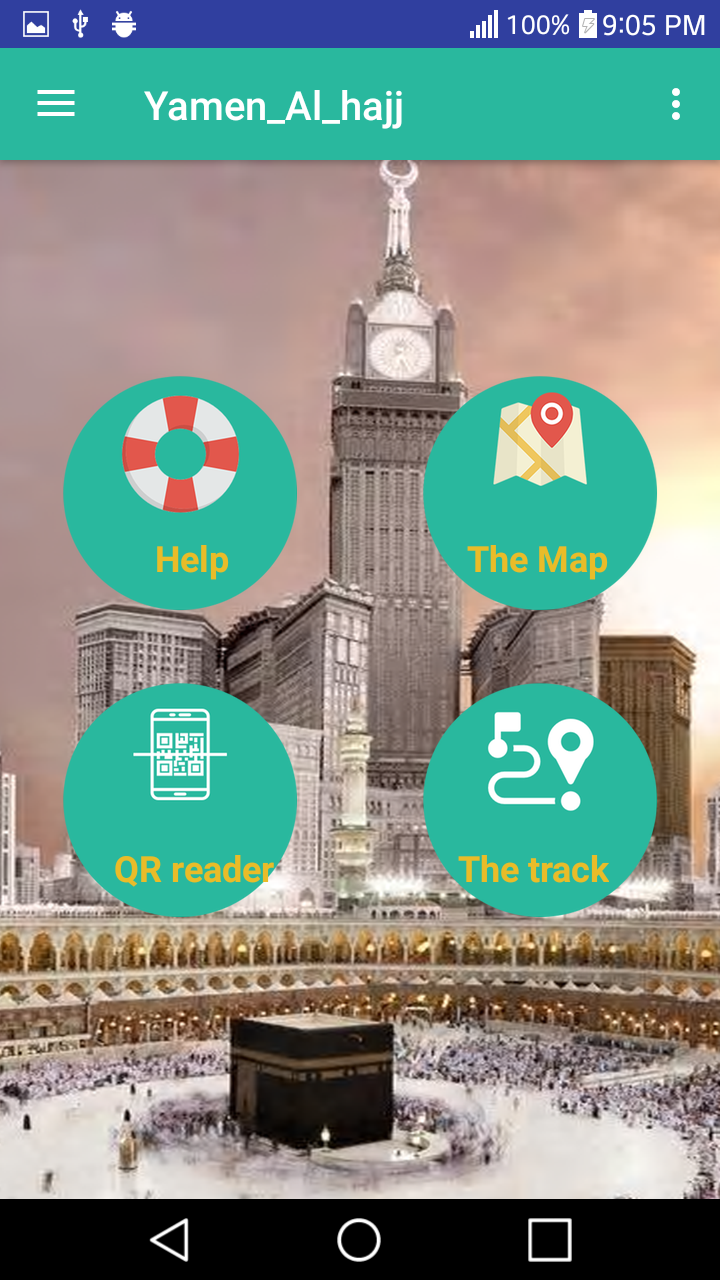 100% 9:05 PM
Yamen_Al_hajj
Help
The Map
QR reader
The track